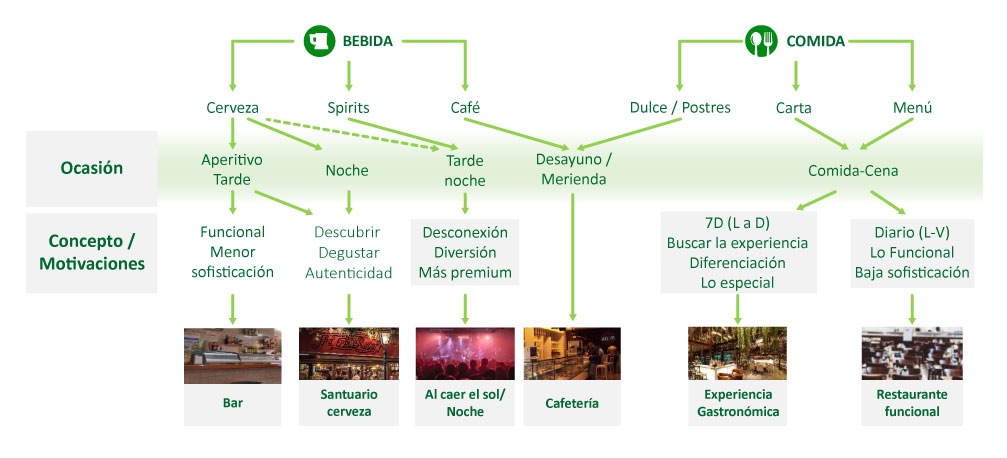 BEBIDA
COMIDA
Cerveza
Spirits
Café
Dulce / Postres
Carta
Menú
Ocasión
Aperitivo
Tarde
Noche
Tarde
noche
Desayuno /
Merienda
Comida-Cena
Concepto /
Motivaciones
Funcional
Menor
sofisticación
Descubrir
Degustar
Autenticidad
Desconexión
Diversión
Más premium
7D (L a D)
Buscar la experiencia
Diferenciación
Lo especial
Diario (L-V)
Lo Funcional
Baja sofisticación
Bar
Santuario
cerveza
Al caer el sol/
Noche
Cafetería
Experiencia
Gastronómica
Restaurante
funcional